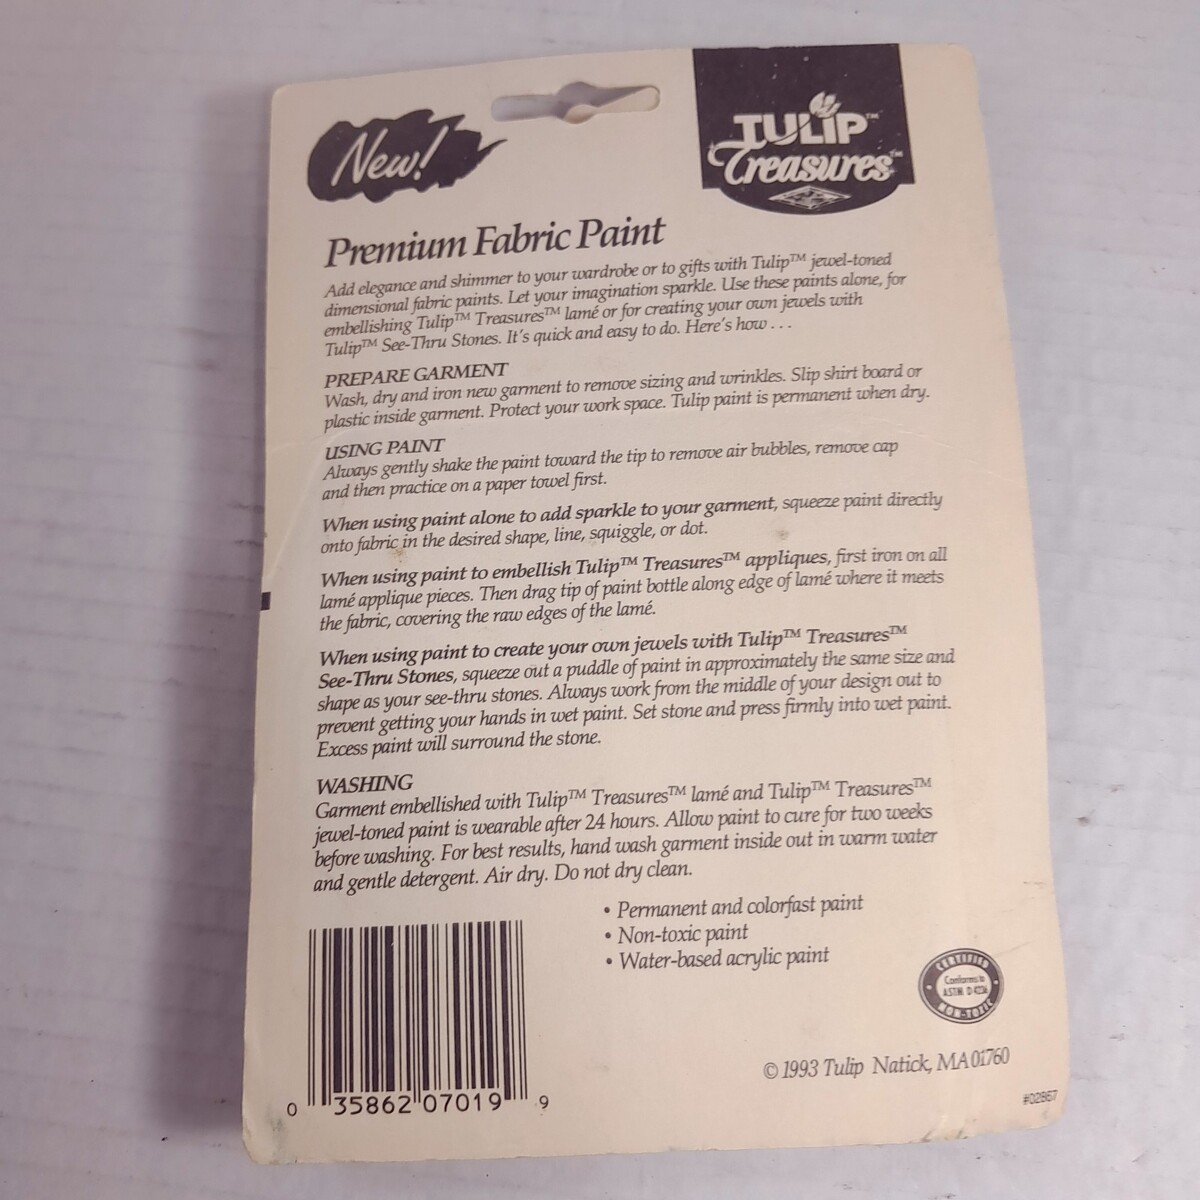 New!
TULIP™
Treasures™
Premium Fabric Paint
Add elegance and shimmer to your wardrobe or to gifts with Tulip™ jewel-toned
dimensional fabric paints. Let your imagination sparkle. Use these paints alone, for
embellishing Tulip™ Treasures™ lamé or for creating your own jewels with
Tulip™ See-Thru Stones. It's quick and easy to do. Here's how . . .
PREPARE GARMENT
Wash, dry and iron new garment to remove sizing and wrinkles. Slip shirt board or
plastic inside garment. Protect your work space. Tulip paint is permanent when dry.
USING PAINT
Always gently shake the paint toward the tip to remove air bubbles, remove cap
and then practice on a paper towel first.
When using paint alone to add sparkle to your garment, squeeze paint directly
onto fabric in the desired shape, line, squiggle, or dot.
When using paint to embellish Tulip™ Treasures™ appliques, first iron on all
lamé applique pieces. Then drag tip of paint bottle along edge of lamé where it meets
the fabric, covering the raw edges of the lamé.
When using paint to create your own jewels with Tulip™ Treasures™
See-Thru Stones, squeeze out a puddle of paint in approximately the same size and
shape as your see-thru stones. Always work from the middle of your design out to
prevent getting your hands in wet paint. Set stone and press firmly into wet paint.
Excess paint will surround the stone.
WASHING
Garment embellished with Tulip™ Treasures™ lamé and Tulip™ Treasures™
jewel-toned paint is wearable after 24 hours. Allow paint to cure for two weeks
before washing. For best results, hand wash garment inside out in warm water
and gentle detergent. Air dry. Do not dry clean.
• Permanent and colorfast paint
• Non-toxic paint
• Water-based acrylic paint
CERTIFIED
Conforms to
ASTM D 4236
NON-TOXIC
© 1993 Tulip Natick, MA 01760
#02867
0 35862 07019 9